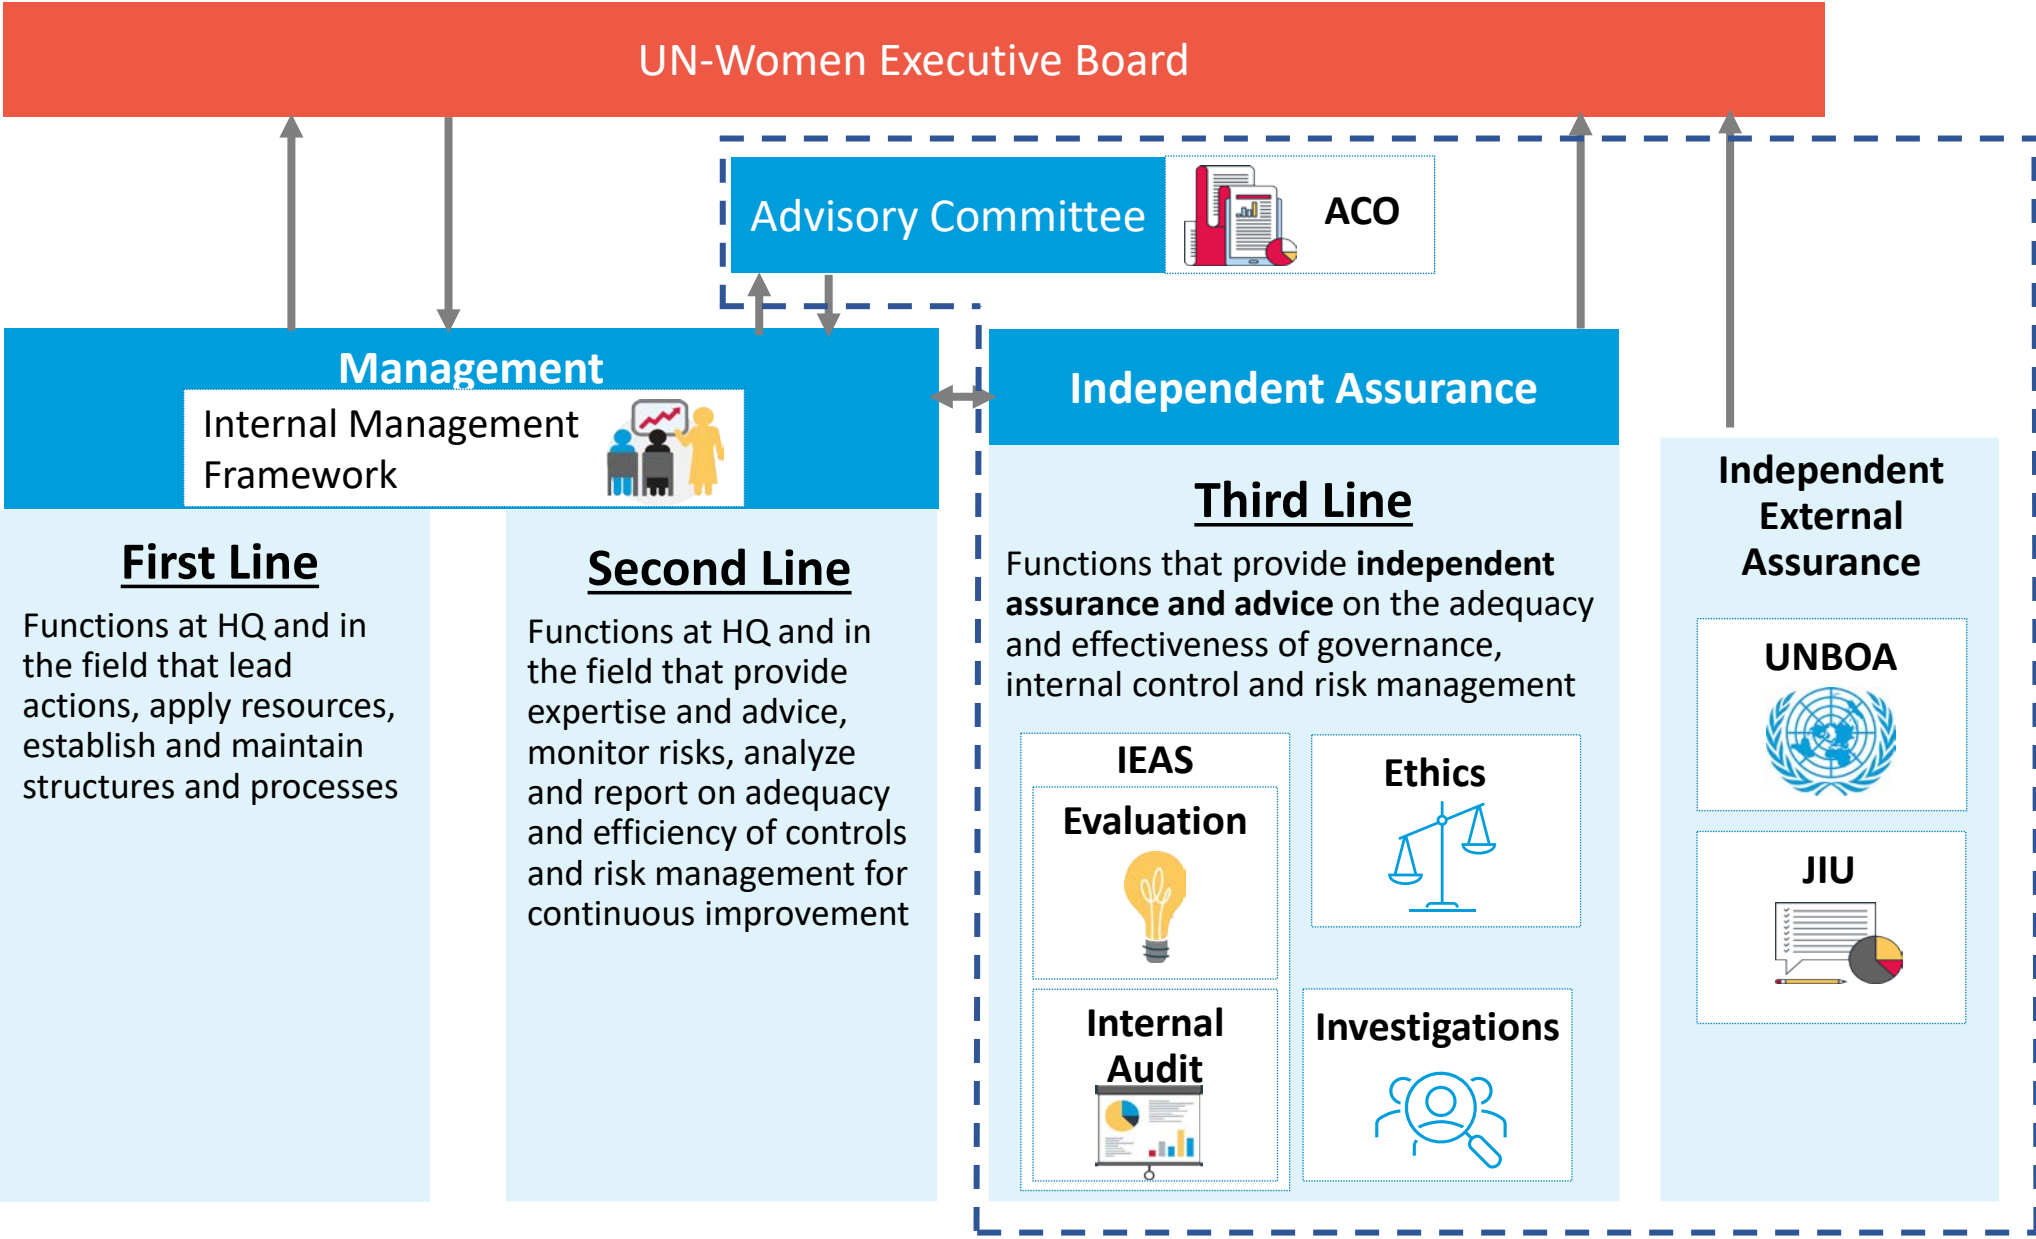 UN-Women Executive Board
Advisory Committee
ACO
Management
Internal Management
Framework
Independent Assurance
First Line
Functions at HQ and in
the field that lead
actions, apply resources,
establish and maintain
structures and processes
Second Line
Functions at HQ and in
the field that provide
expertise and advice,
monitor risks, analyze
and report on adequacy
and efficiency of controls
and risk management for
continuous improvement
Third Line
Functions that provide independent
assurance and advice on the adequacy
and effectiveness of governance,
internal control and risk management
IEAS
Evaluation
Internal
Audit
Ethics
Investigations
Independent
External
Assurance
UNBOA
JIU